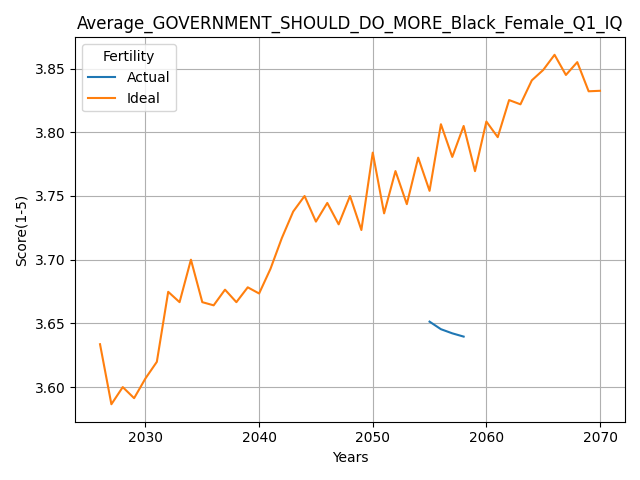 Average_GOVERNMENT_SHOULD_DO_MORE_Black_Female_Q1_IQ
Fertility
Actual
Ideal
Score(1-5)
3.85
3.80
3.75
3.70
3.65
3.60
2030
2040
2050
2060
2070
Years